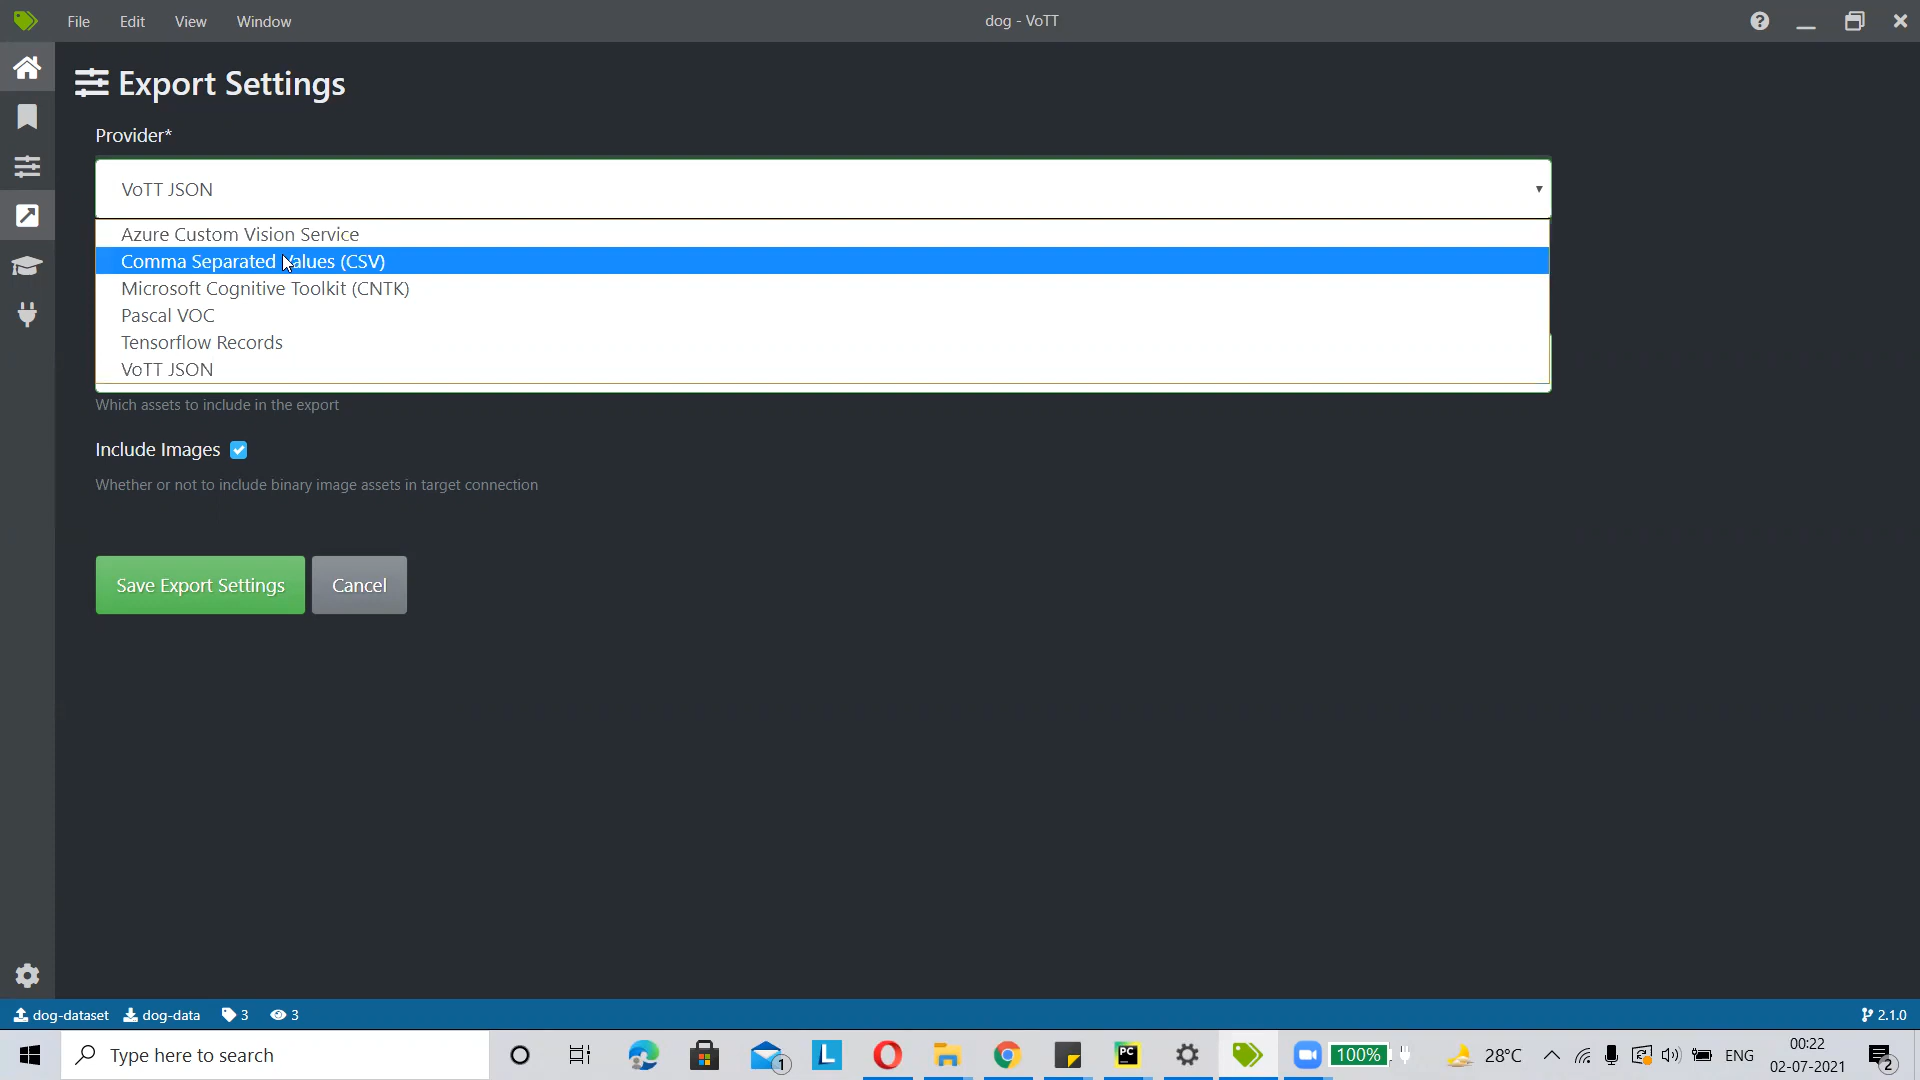 File Edit View Window dog - VoTT
Export Settings
Provider*
VoTT JSON
Azure Custom Vision Service
Comma Separated Values (CSV)
Microsoft Cognitive Toolkit (CNTK)
Pascal VOC
Tensorflow Records
VoTT JSON
Which assets to include in the export
Include Images
Whether or not to include binary image assets in target connection
Save Export Settings Cancel
dog-dataset dog-data 3 3 2.1.0
Type here to search 1 L PC 100% 28°C ENG 00:22
02-07-2021 2